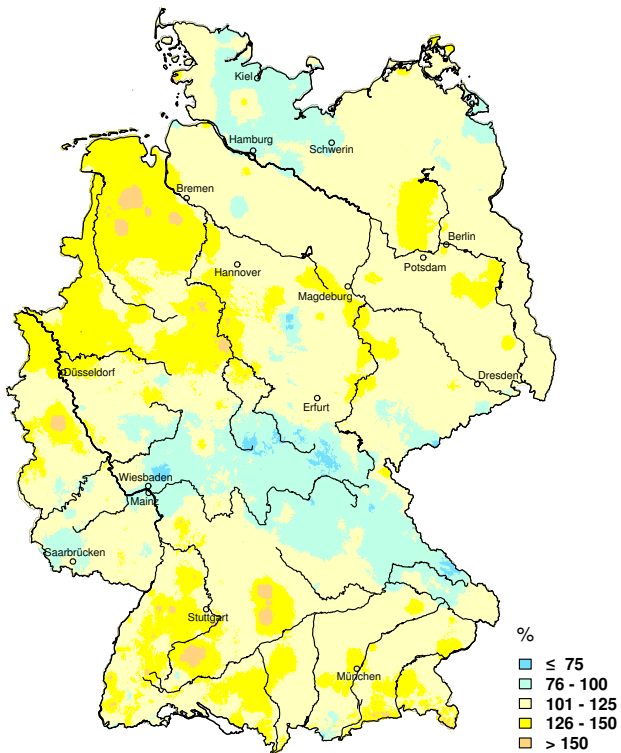 Kiel
Hamburg
Schwerin
Bremen
Berlin
Hannover
Potsdam
Magdeburg
Düsseldorf
Dresden
Erfurt
Wiesbaden
Mainz
Saarbrücken
Stuttgart
München
%
≤ 75
76 - 100
101 - 125
126 - 150
> 150